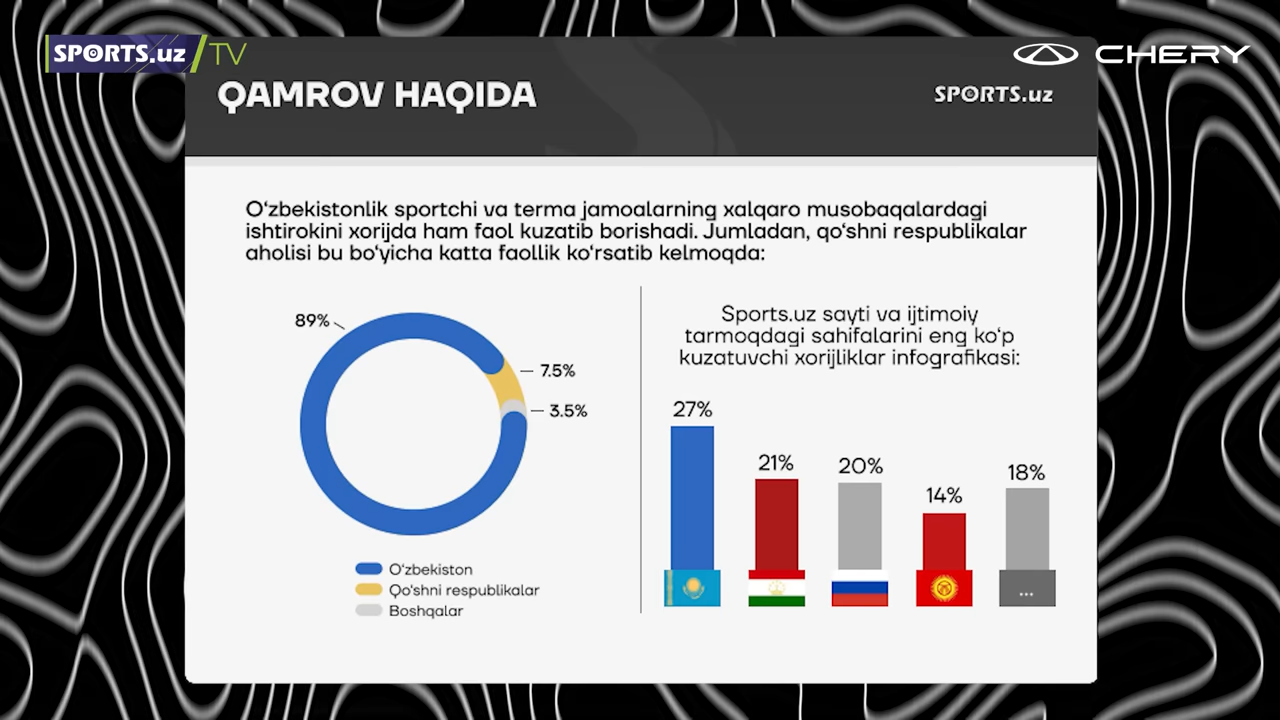 SPORTS.uz TV
CHERY
QAMROV HAQIDA
SPORTS.uz
O‘zbekistonlik sportchi va terma jamoalarning xalqaro musobaqalardagi
ishtirokini xorijda ham faol kuzatib borishadi. Jumladan, qo‘shni respublikalar
aholisi bu bo‘yicha katta faollik ko‘rsatib kelmoqda:
89%
7.5%
3.5%
O‘zbekiston
Qo‘shni respublikalar
Boshqalar
Sports.uz sayti va ijtimoiy
tarmoqdagi sahifalarini eng ko‘p
kuzatuvchi xorijliklar infografikasi:
27%
21%
20%
14%
18%
...